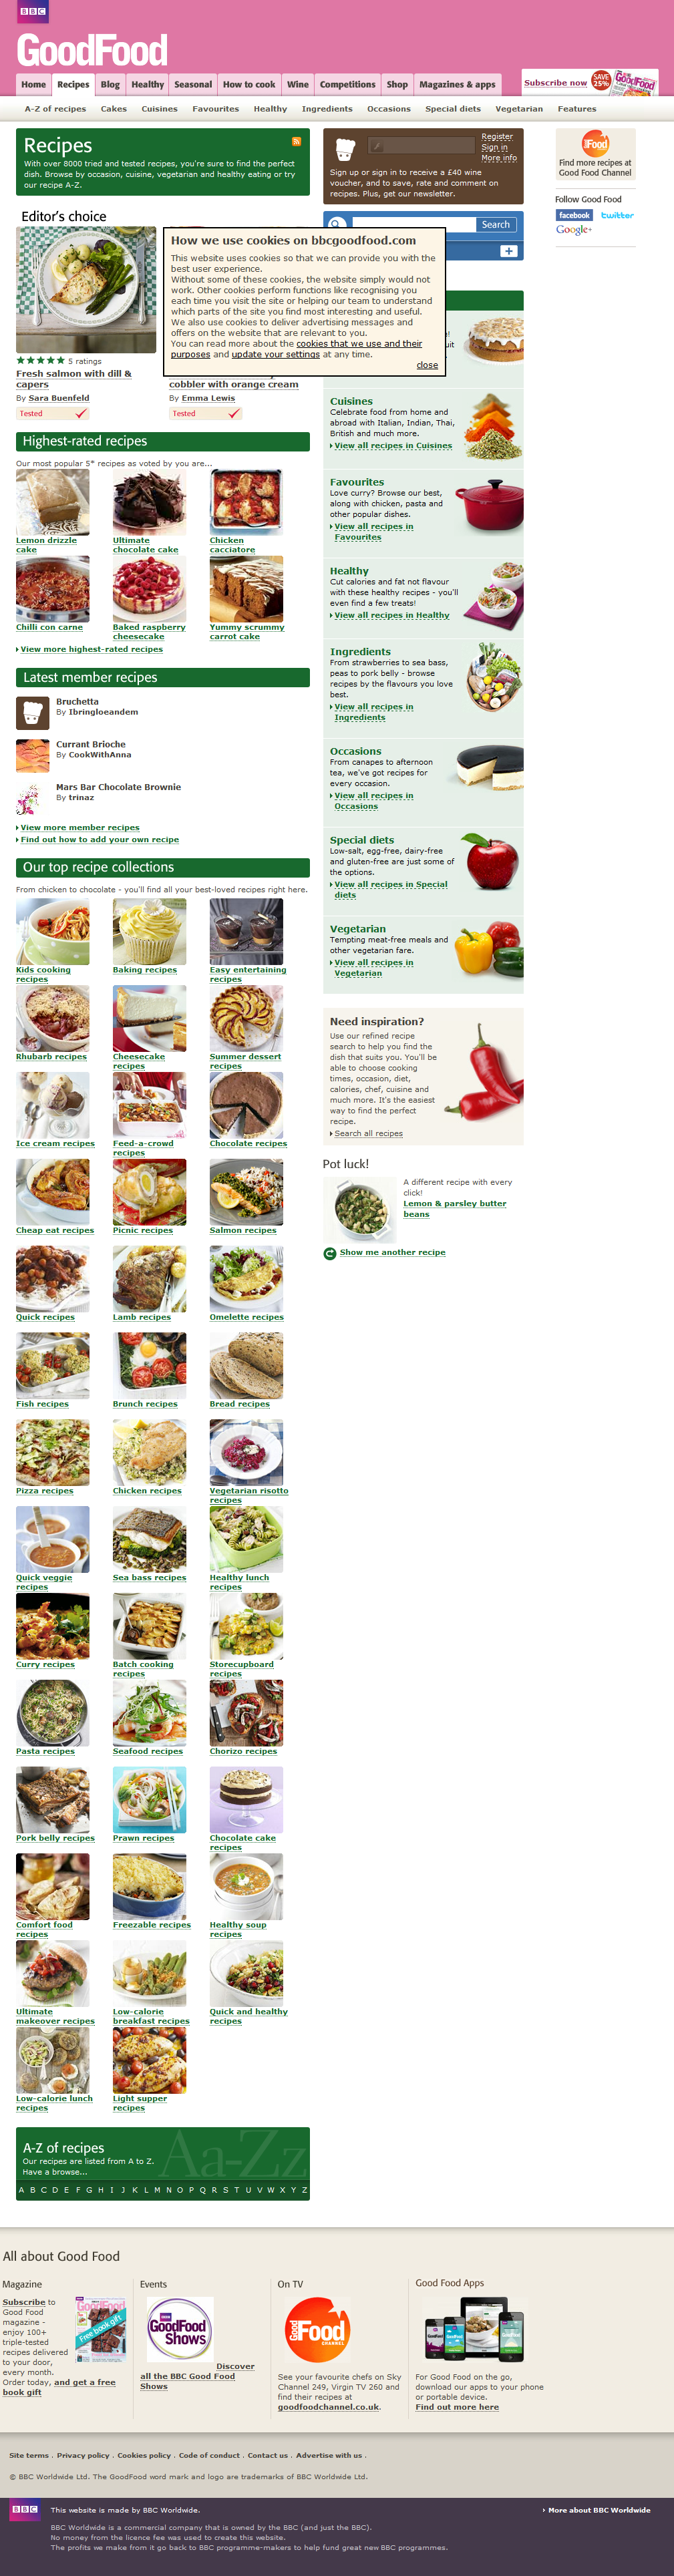 BBC
GoodFood
Home Recipes Blog Healthy Seasonal How to cook Wine Competitions Shop Magazines & apps
Subscribe now
SAVE 25%
A-Z of recipes Cakes Cuisines Favourites Healthy Ingredients Occasions Special diets Vegetarian Features
Recipes
With over 8000 tried and tested recipes, you're sure to find the perfect
dish. Browse by occasion, cuisine, vegetarian and healthy eating or try
our recipe A-Z.
Register
Sign in
More info
Sign up or sign in to receive a £40 wine
voucher, and to save, rate and comment on
recipes. Plus, get our newsletter.
Find more recipes at
Good Food Channel
Follow Good Food
facebook twitter
Google+
Search
Editor's choice
How we use cookies on bbcgoodfood.com
This website uses cookies so that we can provide you with the
best user experience.
Without some of these cookies, the website simply would not
work. Other cookies perform functions like recognising you
each time you visit the site or helping our team to understand
which parts of the site you find most interesting and useful.
We also use cookies to deliver advertising messages and
offers on the website that are relevant to you.
You can read more about the cookies that we use and their
purposes and update your settings at any time.
close
5 ratings
Fresh salmon with dill &
capers
By Sara Buenfeld
Tested
cobbler with orange cream
By Emma Lewis
Tested
Highest-rated recipes
Our most popular 5* recipes as voted by you are...
Lemon drizzle
cake
Ultimate
chocolate cake
Chicken
cacciatore
Chilli con carne
Baked raspberry
cheesecake
Yummy scrummy
carrot cake
View more highest-rated recipes
Latest member recipes
Bruchetta
By Ibringloeandem
Currant Brioche
By CookWithAnna
Mars Bar Chocolate Brownie
By trinaz
View more member recipes
Find out how to add your own recipe
Our top recipe collections
From chicken to chocolate - you'll find all your best-loved recipes right here.
Kids cooking
recipes
Baking recipes
Easy entertaining
recipes
Rhubarb recipes
Cheesecake
recipes
Summer dessert
recipes
Ice cream recipes
Feed-a-crowd
recipes
Chocolate recipes
Cheap eat recipes
Picnic recipes
Salmon recipes
Quick recipes
Lamb recipes
Omelette recipes
Fish recipes
Brunch recipes
Bread recipes
Pizza recipes
Chicken recipes
Vegetarian risotto
recipes
Quick veggie
recipes
Sea bass recipes
Healthy lunch
recipes
Curry recipes
Batch cooking
recipes
Storecupboard
recipes
Pasta recipes
Seafood recipes
Chorizo recipes
Pork belly recipes
Prawn recipes
Chocolate cake
recipes
Comfort food
recipes
Freezable recipes
Healthy soup
recipes
Ultimate
makeover recipes
Low-calorie
breakfast recipes
Quick and healthy
recipes
Low-calorie lunch
recipes
Light supper
recipes
A-Z of recipes
Our recipes are listed from A to Z.
Have a browse...
Aa-Zz
A B C D E F G H I J K L M N O P Q R S T U V W X Y Z
Cuisines
Celebrate food from home and
abroad with Italian, Indian, Thai,
British and much more.
View all recipes in Cuisines
Favourites
Love curry? Browse our best,
along with chicken, pasta and
other popular dishes.
View all recipes in
Favourites
Healthy
Cut calories and fat not flavour
with these healthy recipes - you'll
even find a few treats!
View all recipes in Healthy
Ingredients
From strawberries to sea bass,
peas to pork belly - browse
recipes by the flavours you love
best.
View all recipes in
Ingredients
Occasions
From canapes to afternoon
tea, we've got recipes for
every occasion.
View all recipes in
Occasions
Special diets
Low-salt, egg-free, dairy-free
and gluten-free are just some of
the options.
View all recipes in Special
diets
Vegetarian
Tempting meat-free meals and
other vegetarian fare.
View all recipes in
Vegetarian
Need inspiration?
Use our refined recipe
search to help you find the
dish that suits you. You'll be
able to choose cooking
times, occasion, diet,
calories, chef, cuisine and
much more. It's the easiest
way to find the perfect
recipe.
Search all recipes
Pot luck!
A different recipe with every
click!
Lemon & parsley butter
beans
Show me another recipe
All about Good Food
Magazine
Subscribe to
Good Food
magazine -
enjoy 100+
triple-tested
recipes delivered
to your door,
every month.
Order today, and get a free
book gift
GoodFood
Free book gift
Events
GoodFood
Shows
Discover
all the BBC Good Food
Shows
On TV
Good
Food
CHANNEL
See your favourite chefs on Sky
Channel 249, Virgin TV 260 and
find their recipes at
goodfoodchannel.co.uk.
Good Food Apps
For Good Food on the go,
download our apps to your phone
or portable device.
Find out more here
Site terms . Privacy policy . Cookies policy . Code of conduct . Contact us . Advertise with us .
© BBC Worldwide Ltd. The GoodFood word mark and logo are trademarks of BBC Worldwide Ltd.
BBC
This website is made by BBC Worldwide.
More about BBC Worldwide
BBC Worldwide is a commercial company that is owned by the BBC (and just the BBC).
No money from the licence fee was used to create this website.
The profits we make from it go back to BBC programme-makers to help fund great new BBC programmes.